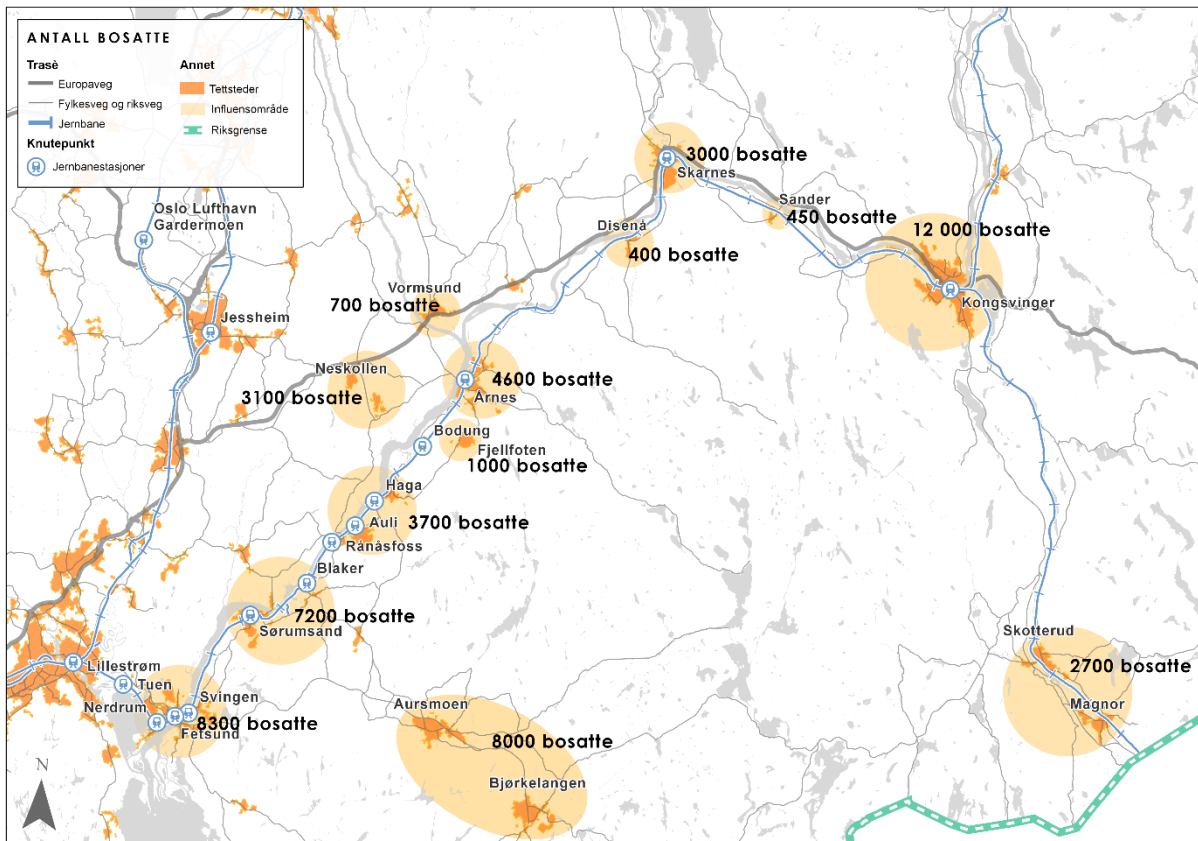 ANTALL BOSATTE
Trasè
Europaveg
Fylkesveg og riksveg
Jernbane
Knutepunkt
Jernbanestasjoner
Annet
Tettsteder
Influensområde
Riksgrense
Oslo Lufthavn
Gardermoen
Jessheim
Skarnes
3000 bosatte
Sander
450 bosatte
Disenå
400 bosatte
12 000 bosatte
Kongsvinger
Vormsund
700 bosatte
Neskollen
3100 bosatte
4600 bosatte
Årnes
Bodung
Fjellfoten
1000 bosatte
Haga
Auli
3700 bosatte
Rånåsfoss
Blaker
7200 bosatte
Sørumsand
Lillestrøm
Tuen
Nerdrum
Svingen
8300 bosatte
Fetsund
Aursmoen
8000 bosatte
Bjørkelangen
Skotterud
2700 bosatte
Magnor
N